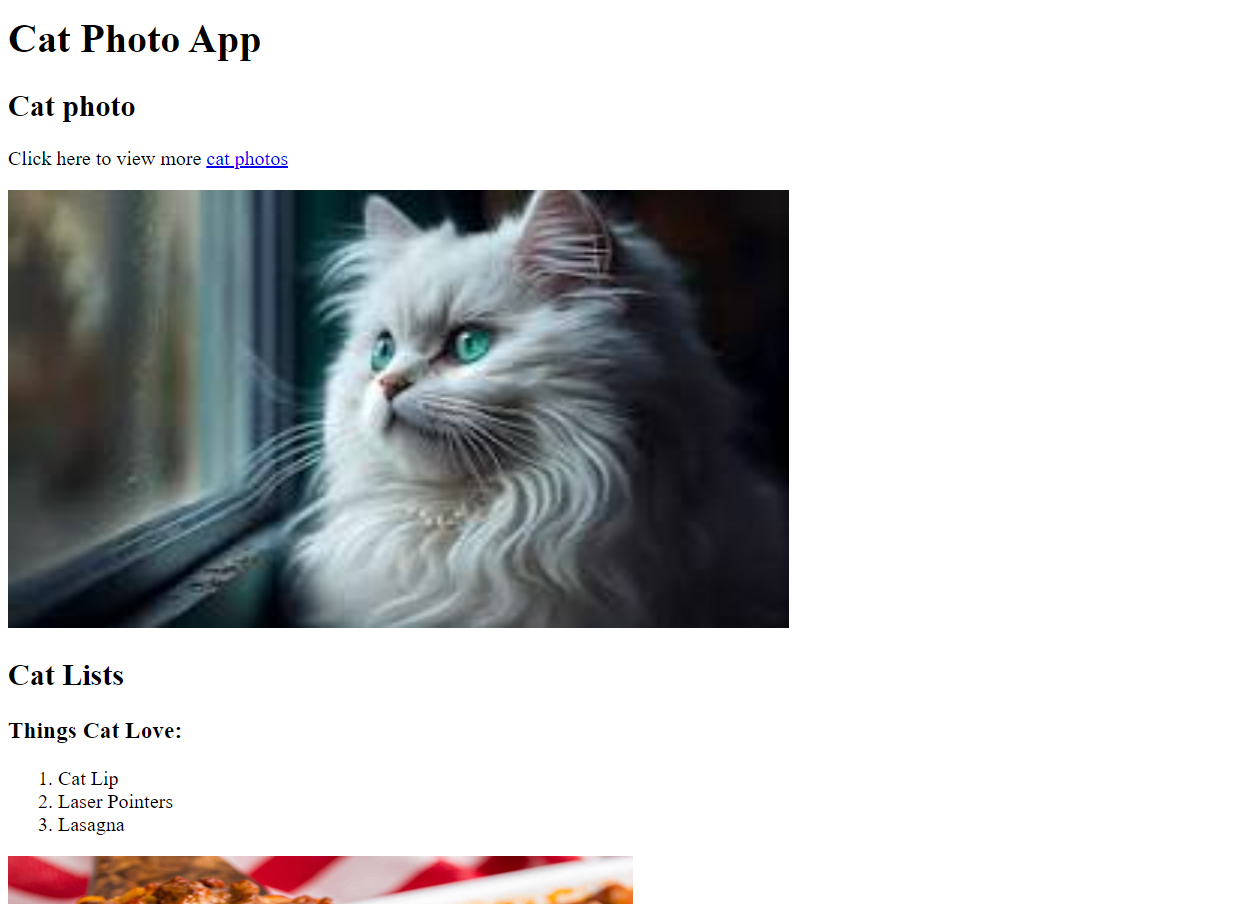 Cat Photo App
Cat photo
Click here to view more cat photos
Cat Lists
Things Cat Love:
1. Cat Lip
2. Laser Pointers
3. Lasagna